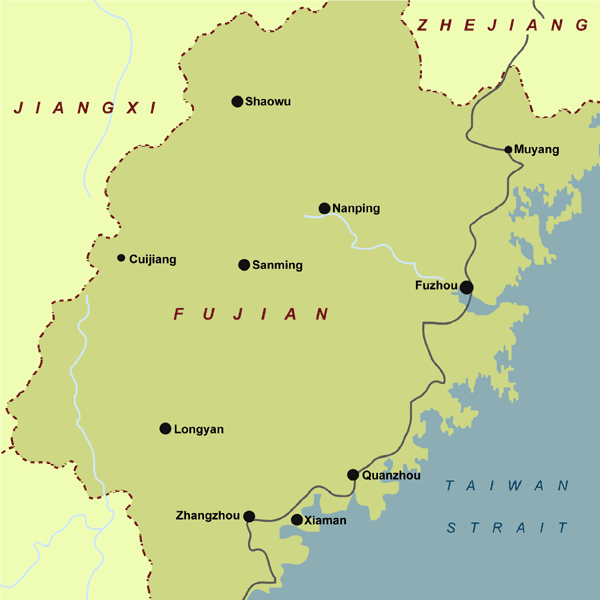 ZHEJIANG
JIANGXI
Shaowu
Muyang
Nanping
Cuijiang
Sanming
Fuzhou
FUJIAN
Longyan
Quanzhou
TAIWAN
STRAIT
Zhangzhou
Xiaman